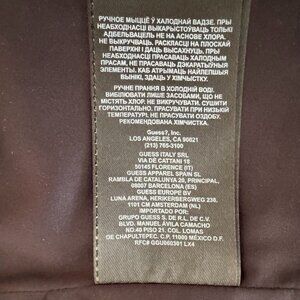 РУЧНОЕ МЫЦЦЁ Ў ХАЛОДНАЙ ВАДЗЕ. ПРЫ
НЕАБХОДНАСЦІ ВЫКАРЫСТОЎВАЦЬ ТОЛЬКІ
АДБЕЛЬВАЦЕЛЬ НЕ НА АСНОВЕ ХЛОРА.
НЕ ВЫКРУЧВАЦЬ. РАСКЛАСЦІ НА ПЛОСКАЙ
ПАВЕРХНІ І ДАЦЬ ВЫСАХНУЦЬ. ПРЫ
НЕАБХОДНАСЦІ ПРАСАВАЦЬ ХАЛОДНЫМ
ПРАСАМ, НЕ ПРАСАВАЦЬ ДЭКАРАТЫЎНЫЯ
ЭЛЕМЕНТЫ. КАБ АТРЫМАЦЬ НАЙЛЕПШЫЯ
ВЫНІКІ, ЗДАЦЬ У ХІМЧЫСТКУ.
РУЧНЕ ПРАННЯ В ХОЛОДНІЙ ВОДІ.
ВИБІЛЮВАТИ ЛИШЕ ЗАСОБАМИ, ЩО НЕ
МІСТЯТЬ ХЛОР. НЕ ВИКРУЧУВАТИ, СУШИТИ
ГОРИЗОНТАЛЬНО. ПРАСУВАТИ ПРИ НИЗЬКІЙ
ТЕМПЕРАТУРІ, НЕ ПРАСУВАТИ ОЗДОБУ.
РЕКОМЕНДОВАНА ХІМЧИСТКА.
Guess?, Inc.
LOS ANGELES, CA 90021
(213) 765-3100
GUESS ITALY SRL
VIA DE CATTANI 18
50145 FLORENCE (IT)
GUESS APPAREL SPAIN SL
RAMBLA DE CATALUNYA 20, PRINCIPAL,
08007 BARCELONA (ES)
GUESS EUROPE BV
LUNA ARENA, HERIKERBERGWEG 238,
1101 CM AMSTERDAM (NL)
IMPORTADO POR:
GRUPO GUESS S. DE R.L. DE C.V.
BLVD. MANUEL ÁVILA CAMACHO
NO.40 PISO 21. COL. LOMAS
DE CHAPULTEPEC. C.P. 11000 MÉXICO D.F.
RFC# GGU060301 LX4